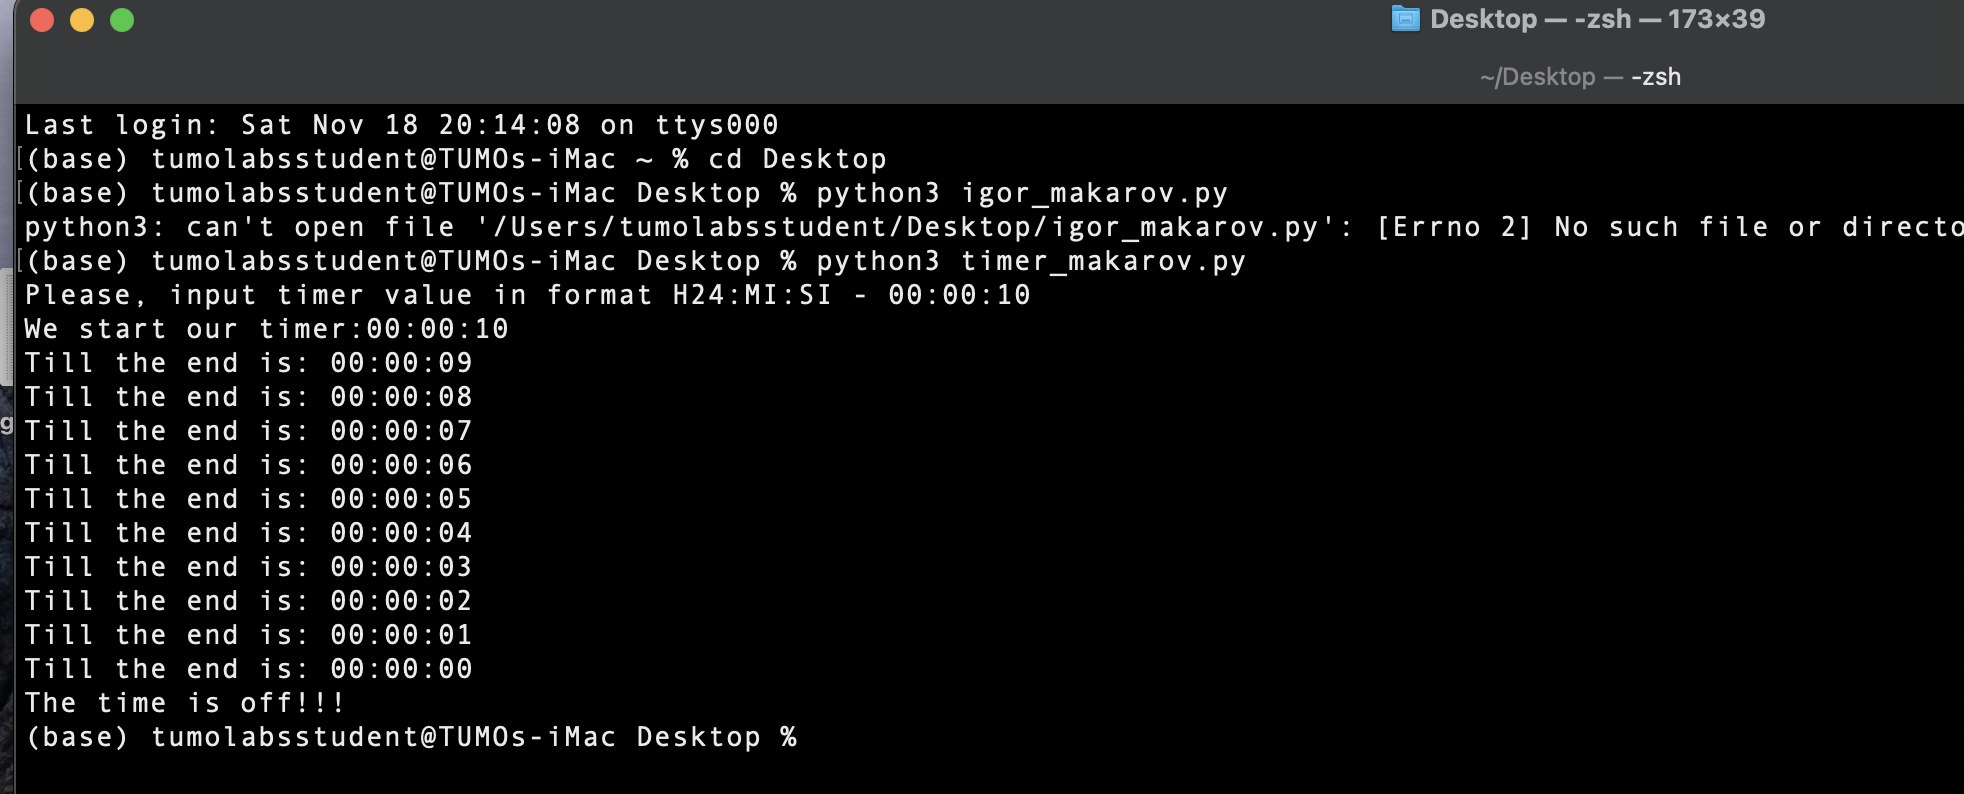 Desktop — -zsh — 173×39
~/Desktop — -zsh
Last login: Sat Nov 18 20:14:08 on ttys000
[(base) tumolabsstudent@TUMOs-iMac ~ % cd Desktop
[(base) tumolabsstudent@TUMOs-iMac Desktop % python3 igor_makarov.py
python3: can't open file '/Users/tumolabsstudent/Desktop/igor_makarov.py': [Errno 2] No such file or directo
[(base) tumolabsstudent@TUMOs-iMac Desktop % python3 timer_makarov.py
Please, input timer value in format H24:MI:SI - 00:00:10
We start our timer:00:00:10
Till the end is: 00:00:09
Till the end is: 00:00:08
Till the end is: 00:00:07
Till the end is: 00:00:06
Till the end is: 00:00:05
Till the end is: 00:00:04
Till the end is: 00:00:03
Till the end is: 00:00:02
Till the end is: 00:00:01
Till the end is: 00:00:00
The time is off!!!
(base) tumolabsstudent@TUMOs-iMac Desktop %
g